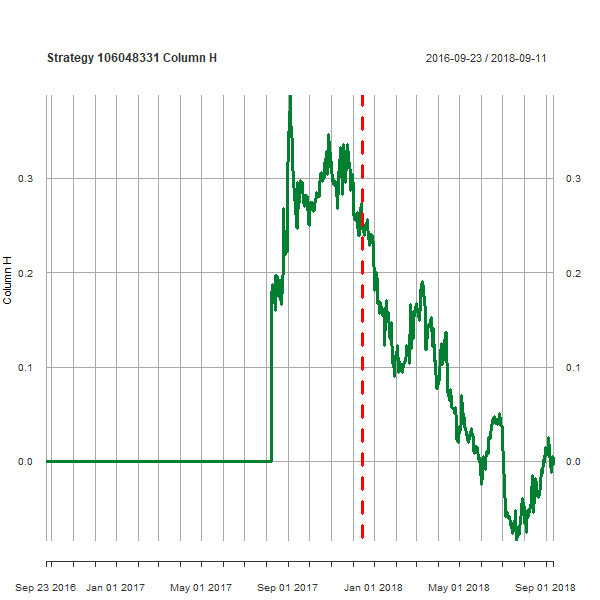 Strategy 106048331 Column H 2016-09-23 / 2018-09-11
0.3 0.3
0.2 0.2
Column H
0.1 0.1
0.0 0.0
Sep 23 2016 Jan 01 2017 May 01 2017 Sep 01 2017 Jan 01 2018 May 01 2018 Sep 01 2018